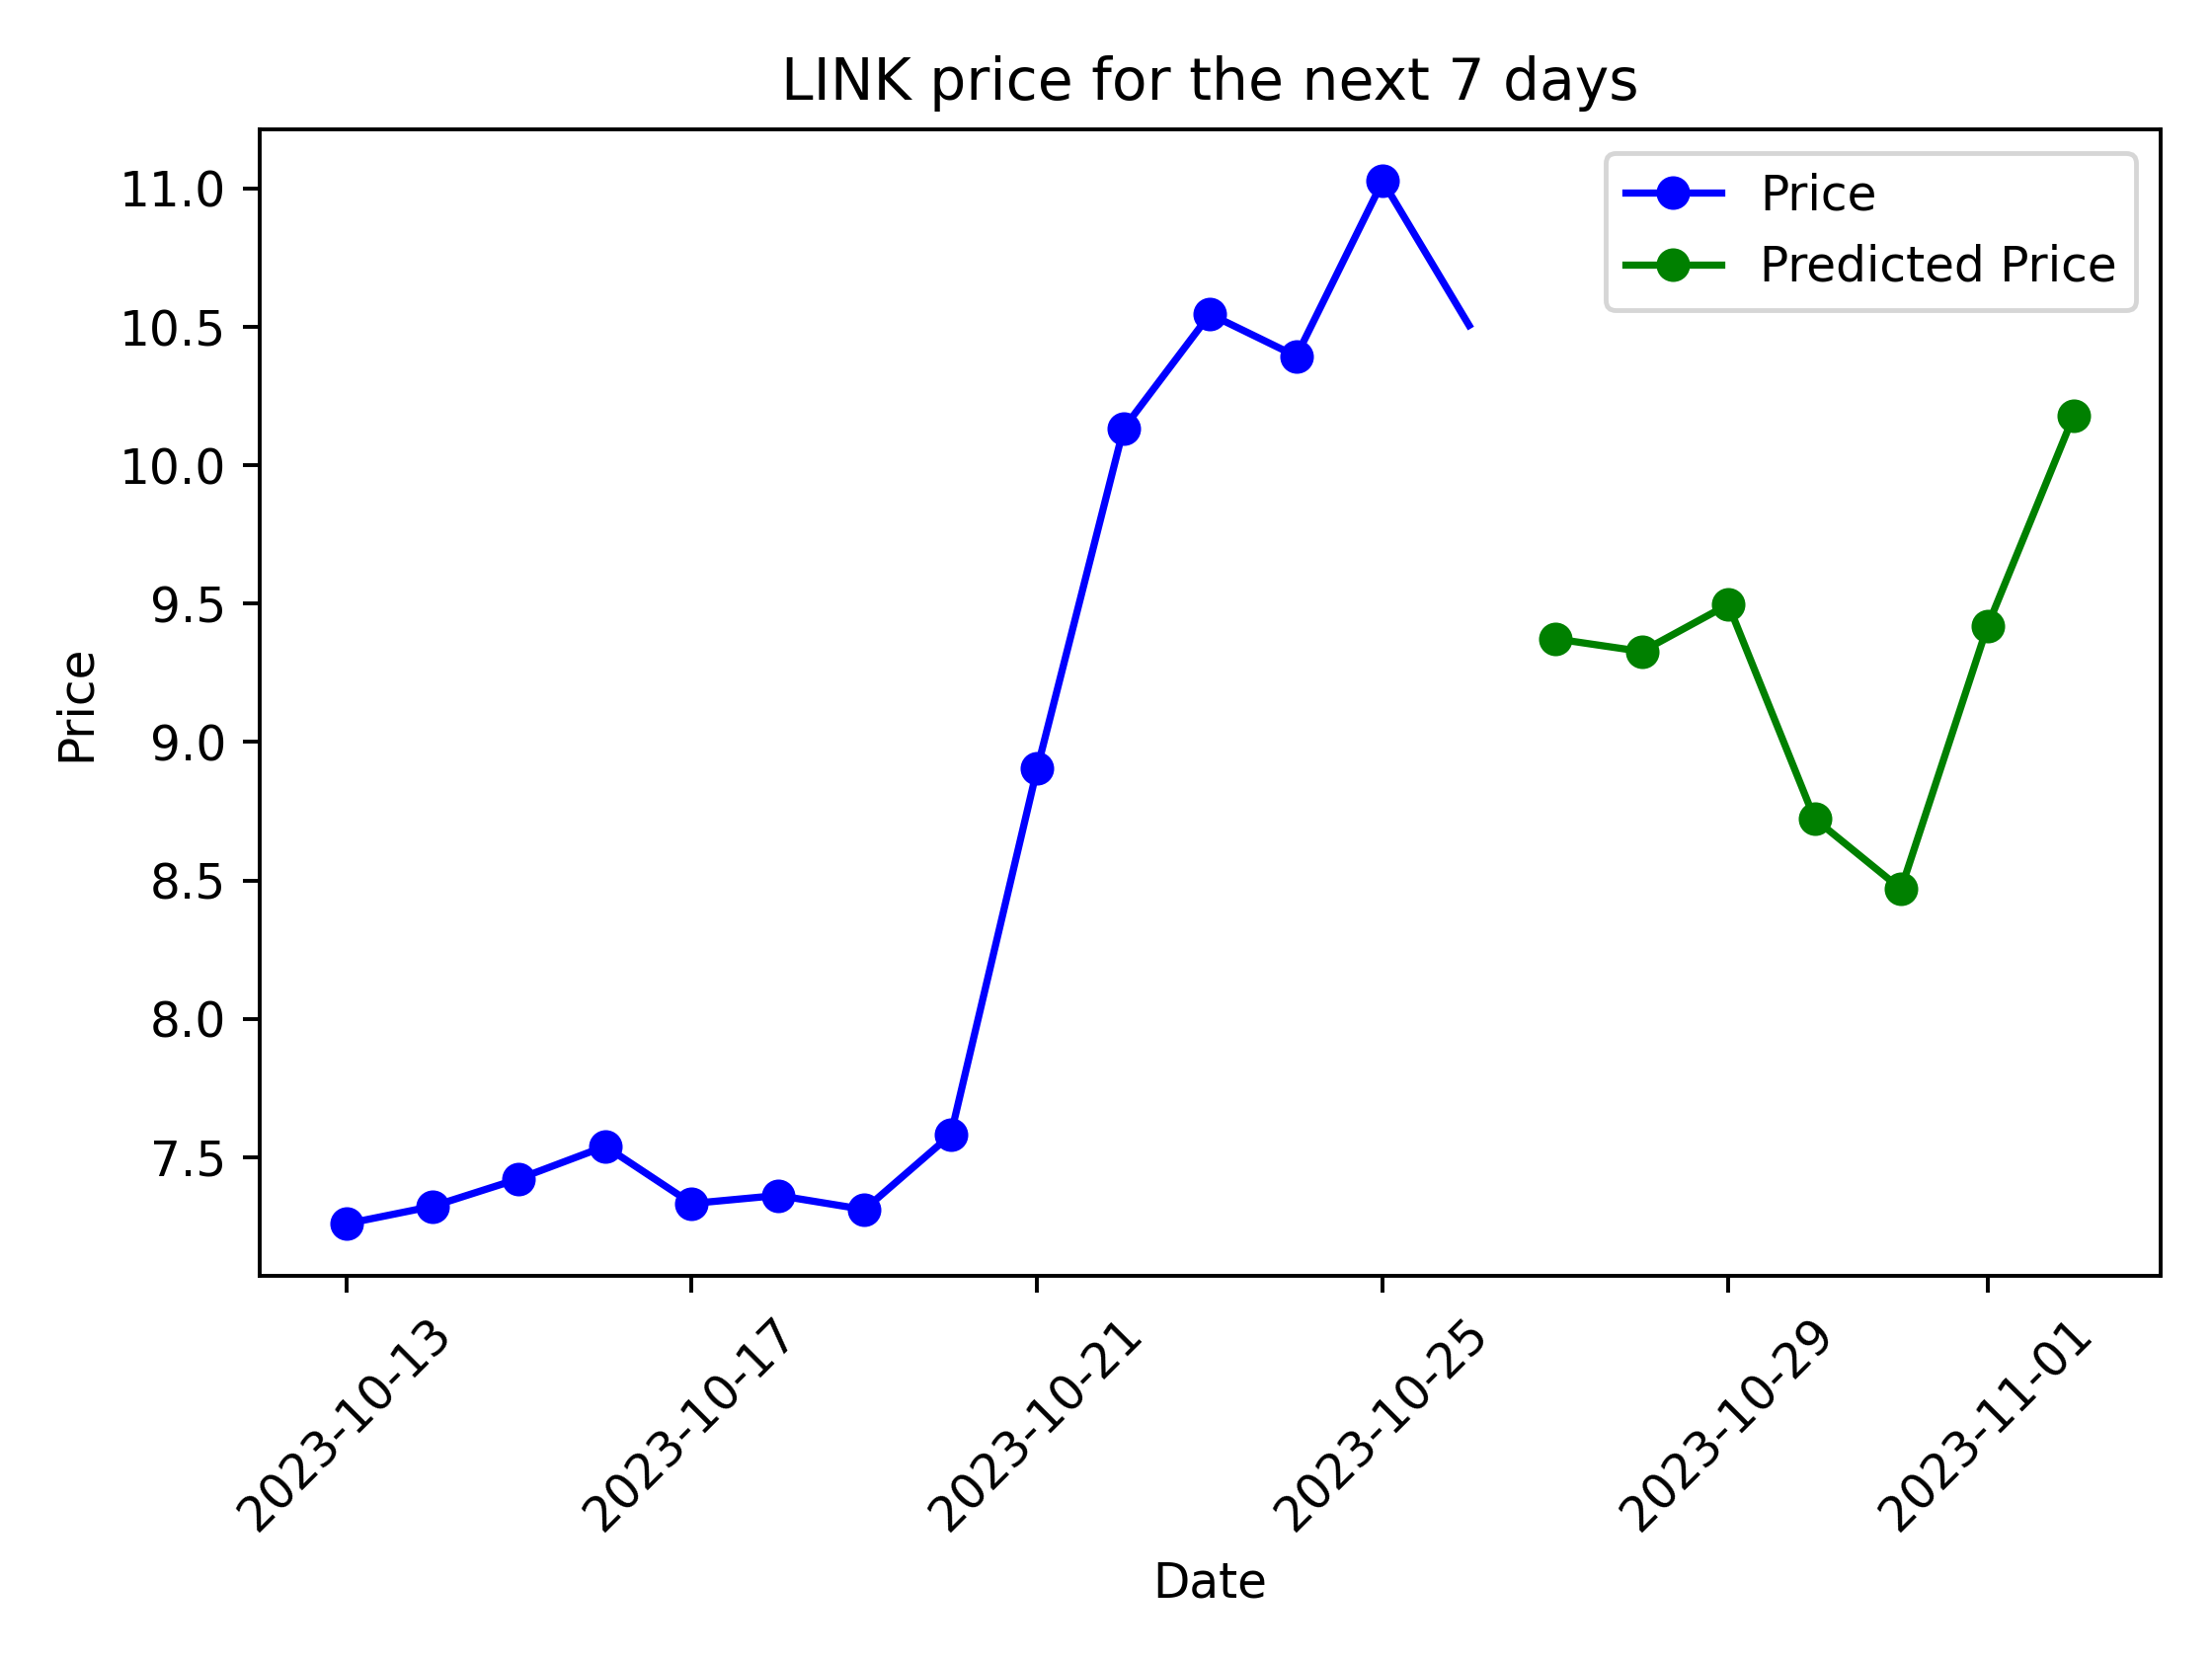 LINK price for the next 7 days
Price
Predicted Price
11.0
10.5
10.0
9.5
9.0
8.5
8.0
7.5
Price
2023-10-13
2023-10-17
2023-10-21
2023-10-25
2023-10-29
2023-11-01
Date